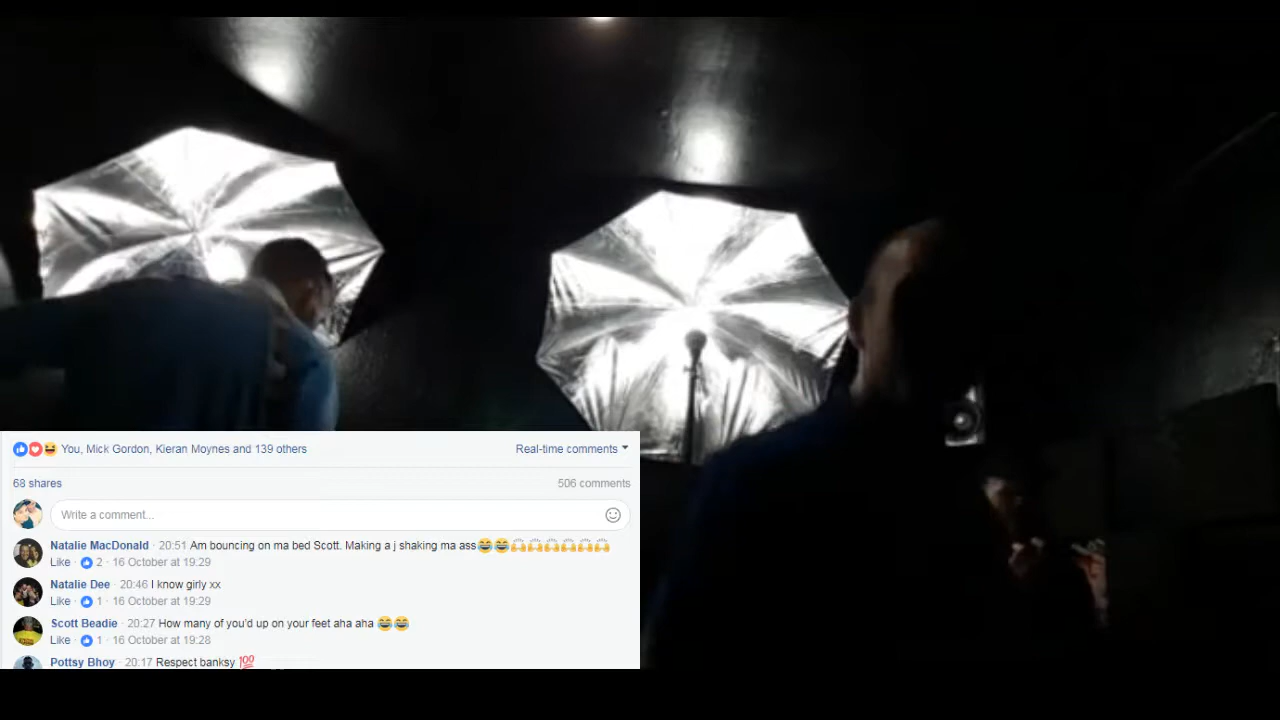 You, Mick Gordon, Kieran Moynes and 139 others
Real-time comments
68 shares
506 comments
Write a comment...
Natalie MacDonald · 20:51 Am bouncing on ma bed Scott. Making a j shaking ma ass😂😂🙌🙌🙌🙌🙌🙌
Like · 2 · 16 October at 19:29
Natalie Dee · 20:46 I know girly xx
Like · 1 · 16 October at 19:29
Scott Beadie · 20:27 How many of you'd up on your feet aha aha 😂😂
Like · 1 · 16 October at 19:28
Pottsy Bhoy · 20:17 Respect banksy 💯